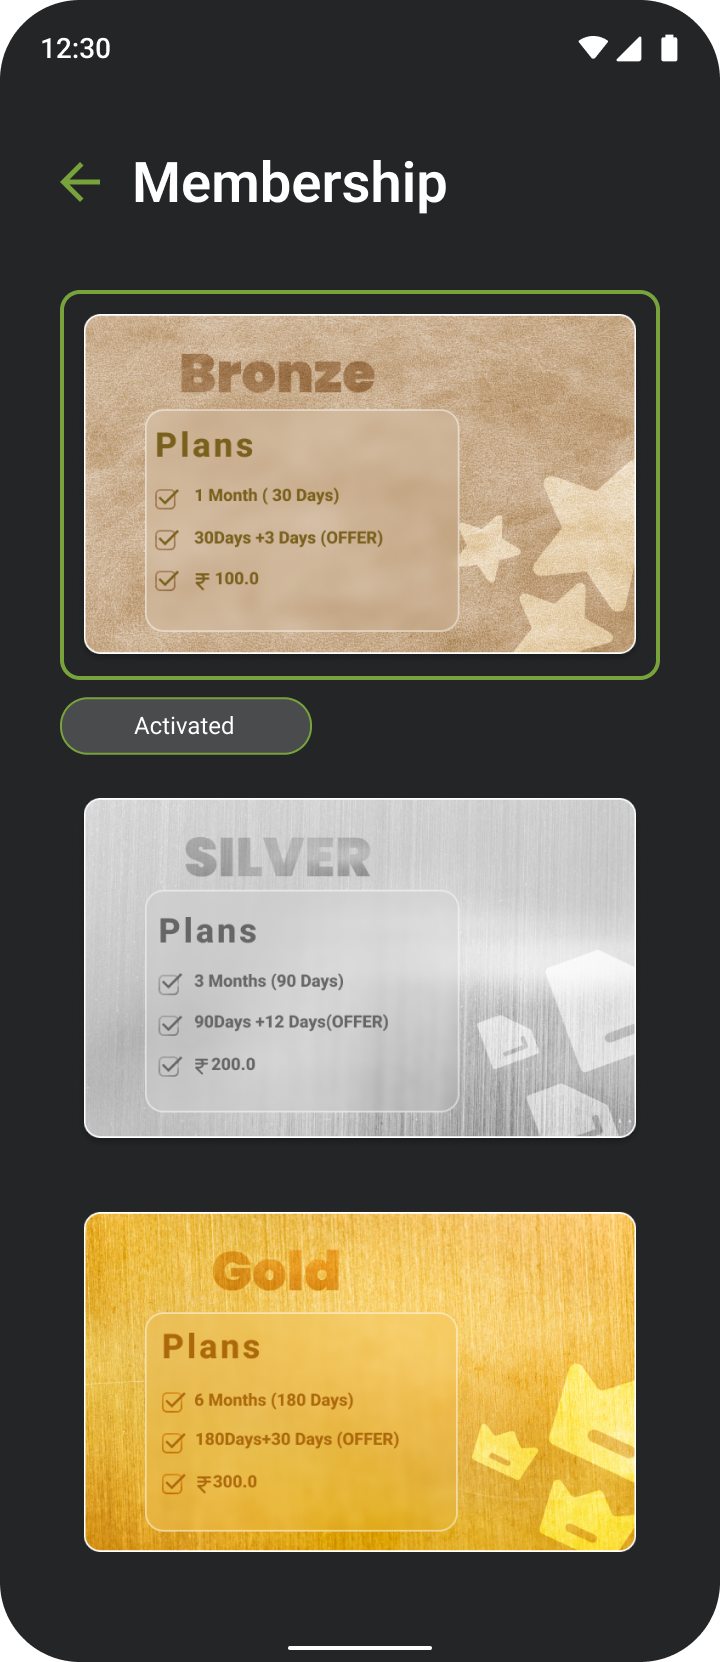 12:30
Membership
Bronze
Plans
1 Month ( 30 Days)
30Days +3 Days (OFFER)
₹ 100.0
Activated
SILVER
Plans
3 Months (90 Days)
90Days +12 Days(OFFER)
₹200.0
Gold
Plans
6 Months (180 Days)
180Days+30 Days (OFFER)
₹300.0